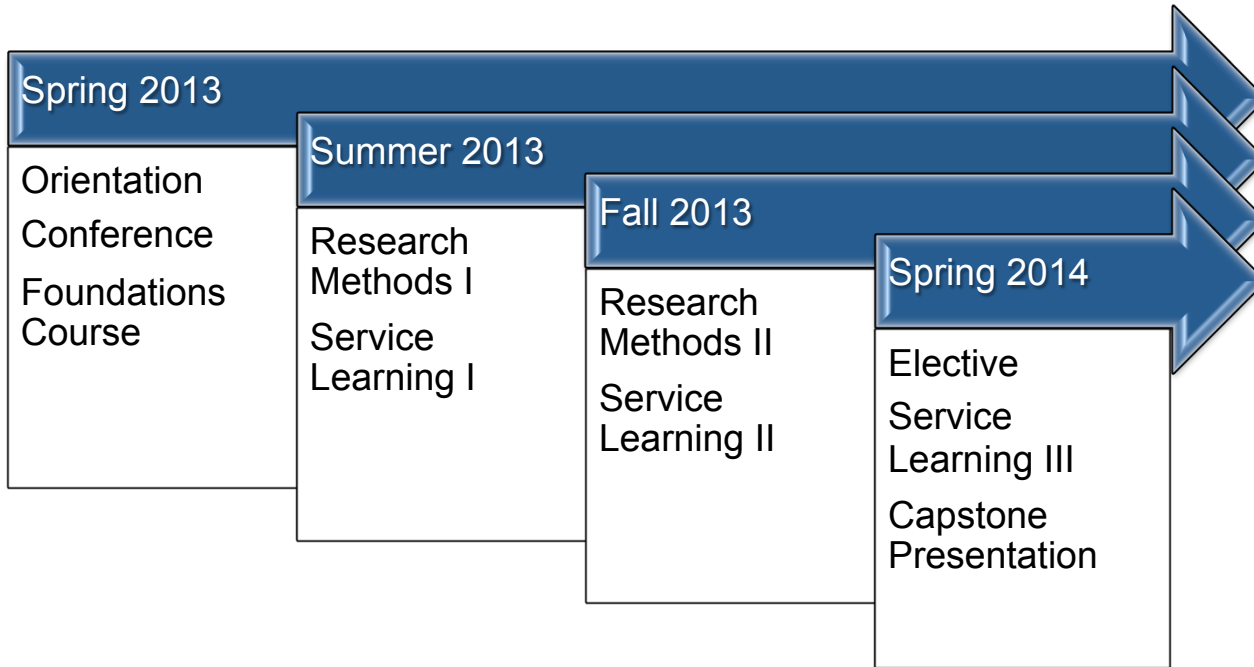 Spring 2013
Orientation
Conference
Foundations
Course
Summer 2013
Research
Methods I
Service
Learning I
Fall 2013
Research
Methods II
Service
Learning II
Spring 2014
Elective
Service
Learning III
Capstone
Presentation